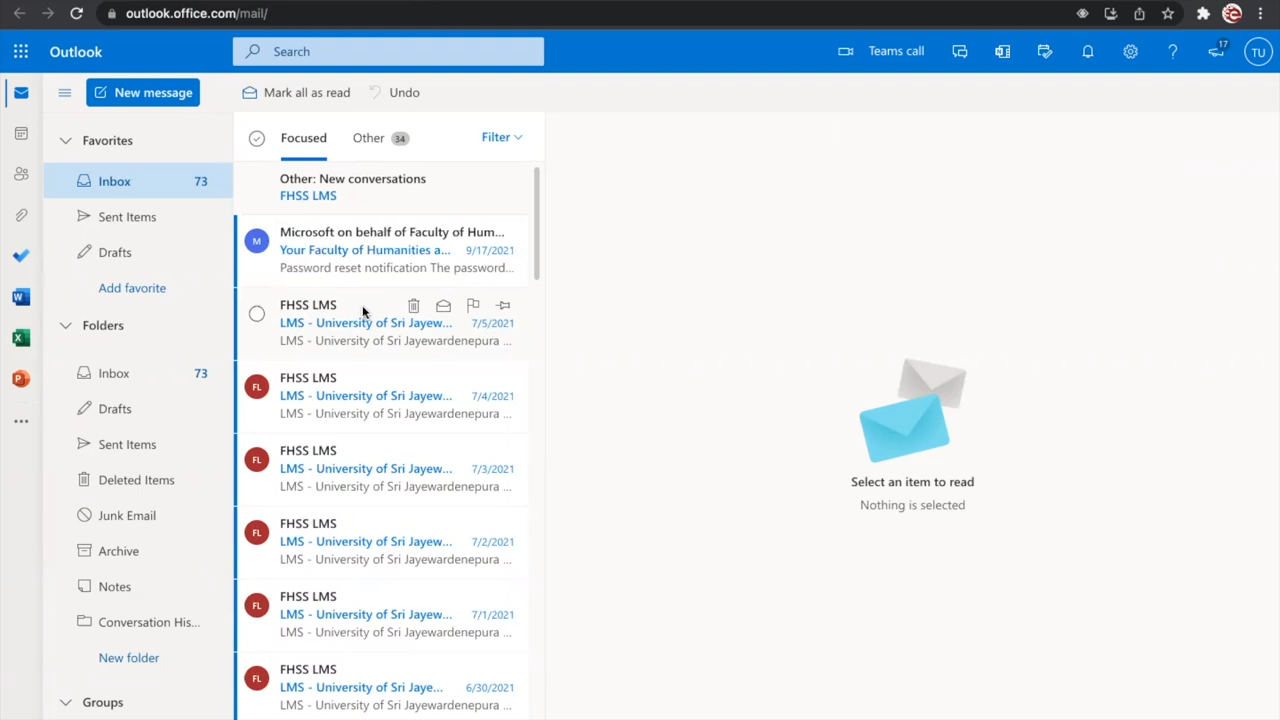 outlook.office.com/mail/
Outlook
Search
Teams call
17
TU
New message
Mark all as read
Undo
Favorites
Inbox 73
Sent Items
Drafts
Add favorite
Folders
Inbox 73
Drafts
Sent Items
Deleted Items
Junk Email
Archive
Notes
Conversation His...
New folder
Groups
Focused
Other 34
Filter
Other: New conversations
FHSS LMS
M
Microsoft on behalf of Faculty of Hum...
Your Faculty of Humanities a... 9/17/2021
Password reset notification The password...
FHSS LMS
LMS - University of Sri Jayew... 7/5/2021
LMS - University of Sri Jayewardenepura ...
FL
FHSS LMS
LMS - University of Sri Jayew... 7/4/2021
LMS - University of Sri Jayewardenepura ...
FL
FHSS LMS
LMS - University of Sri Jayew... 7/3/2021
LMS - University of Sri Jayewardenepura ...
FL
FHSS LMS
LMS - University of Sri Jayew... 7/2/2021
LMS - University of Sri Jayewardenepura ...
FL
FHSS LMS
LMS - University of Sri Jayew... 7/1/2021
LMS - University of Sri Jayewardenepura ...
FL
FHSS LMS
LMS - University of Sri Jaye... 6/30/2021
LMS - University of Sri Jayewardenepura ...
Select an item to read
Nothing is selected